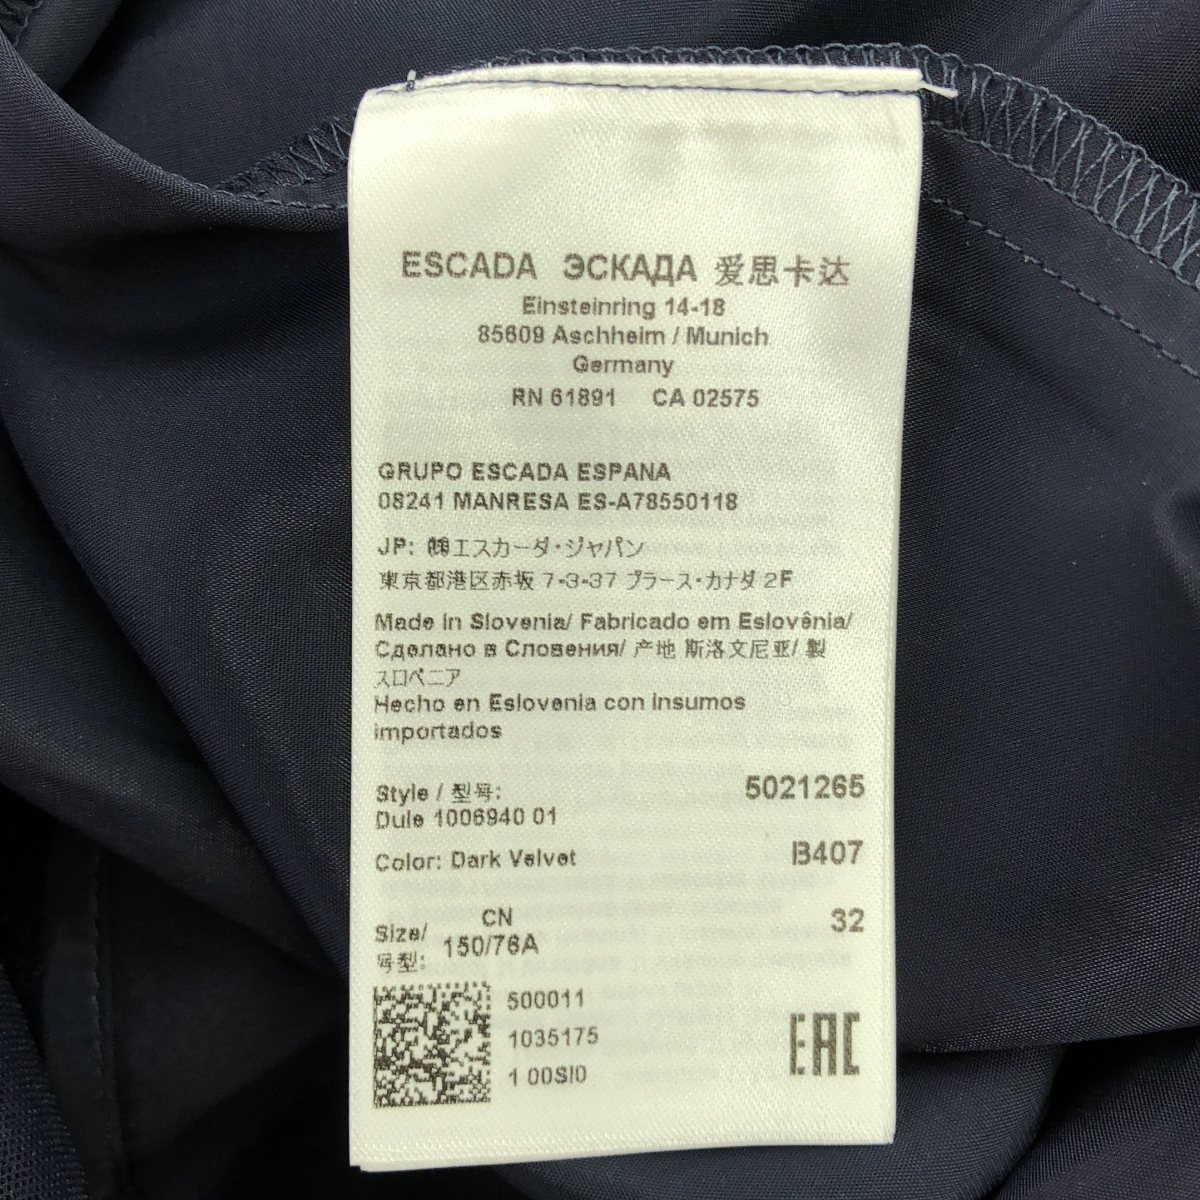 ESCADA ЭСКАДА 爱思卡达
Einsteinring 14-18
85609 Aschheim / Munich
Germany
RN 61891 CA 02575
GRUPO ESCADA ESPANA
08241 MANRESA ES-A78550118
JP: ㈱エスカーダ・ジャパン
東京都港区赤坂 7-3-37 プラース・カナダ 2F
Made in Slovenia/ Fabricado em Eslovênia/
Сделано в Словения/ 产地 斯洛文尼亚/ 製
スロベニア
Hecho en Eslovenia con insumos
importados
Style / 型号: 5021265
Dule 1006940 01
Color: Dark Velvet B407
Size/ CN 32
号型: 150/76A
500011
1035175
1 00SI0
EAC